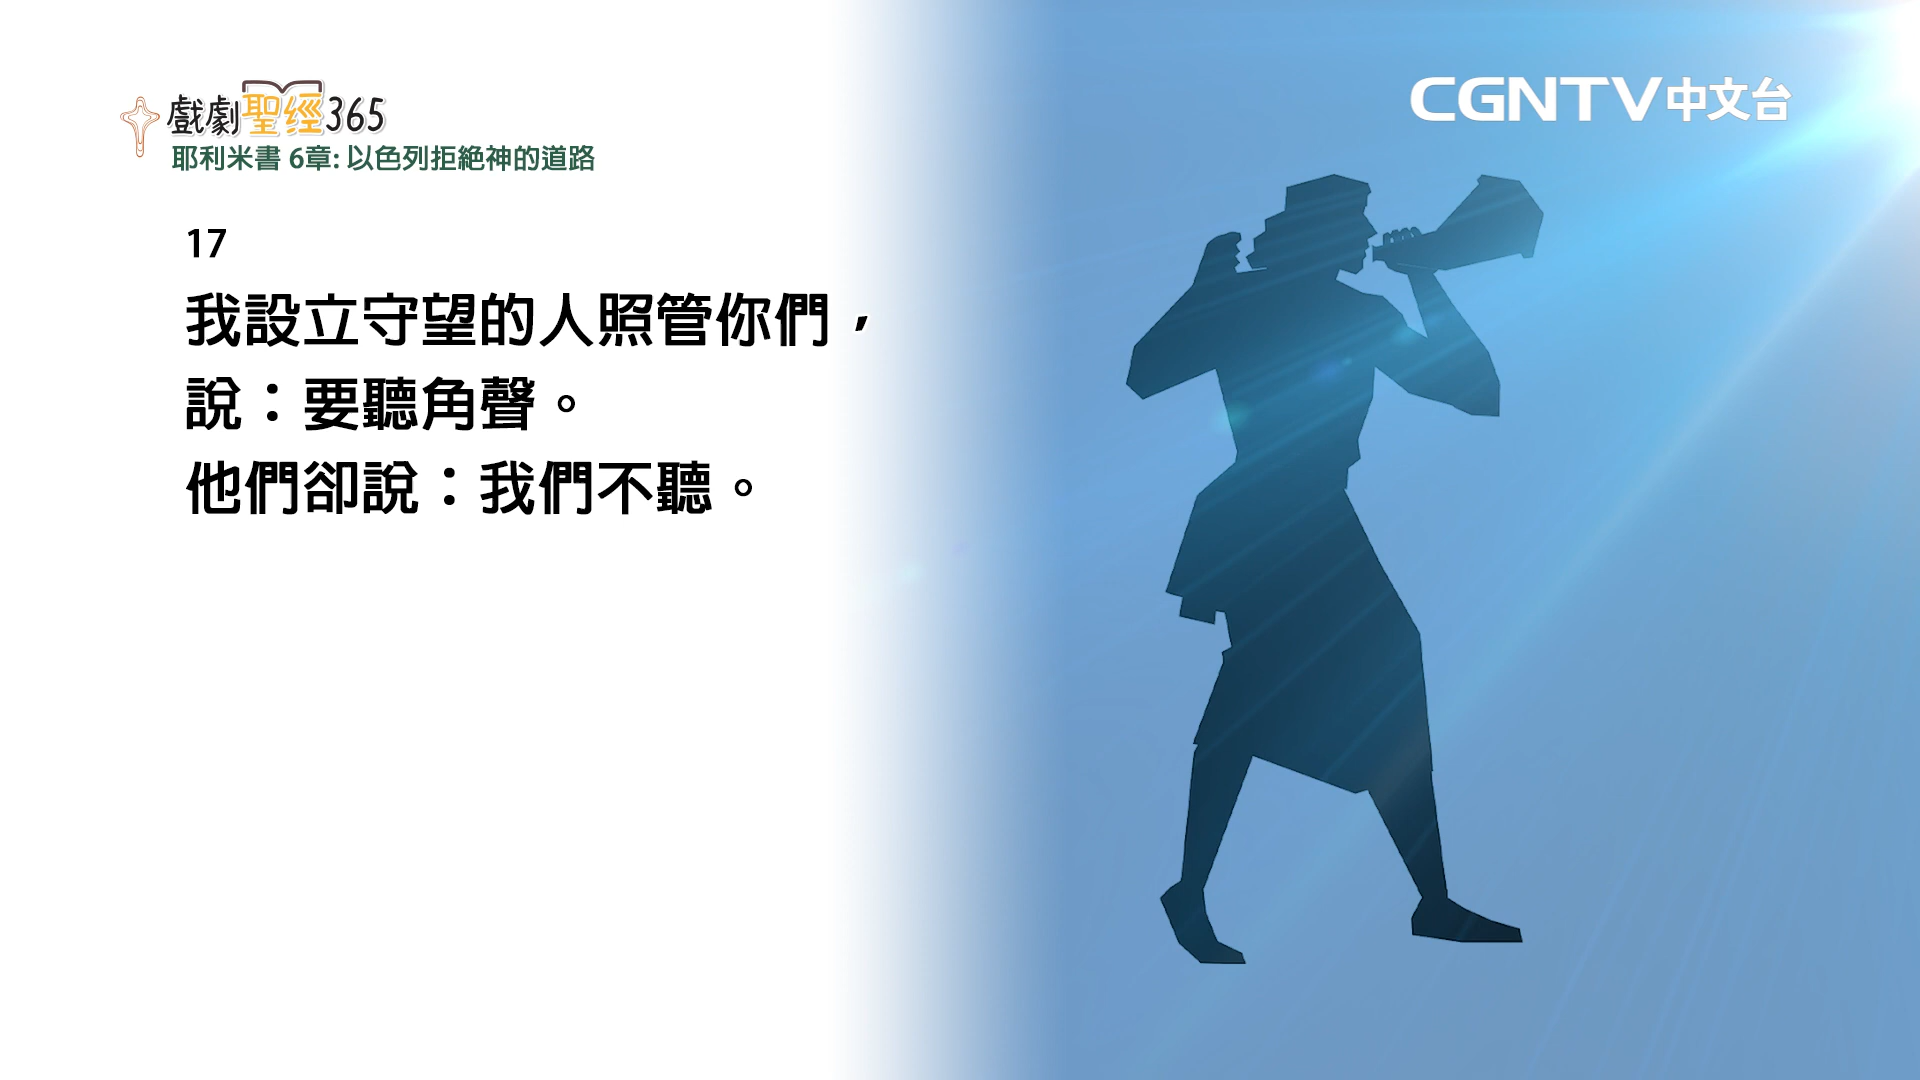 戲劇聖經365
CGNTV中文台
耶利米書 6章: 以色列拒絕神的道路
17
我設立守望的人照管你們，
說：要聽角聲。
他們卻說：我們不聽。